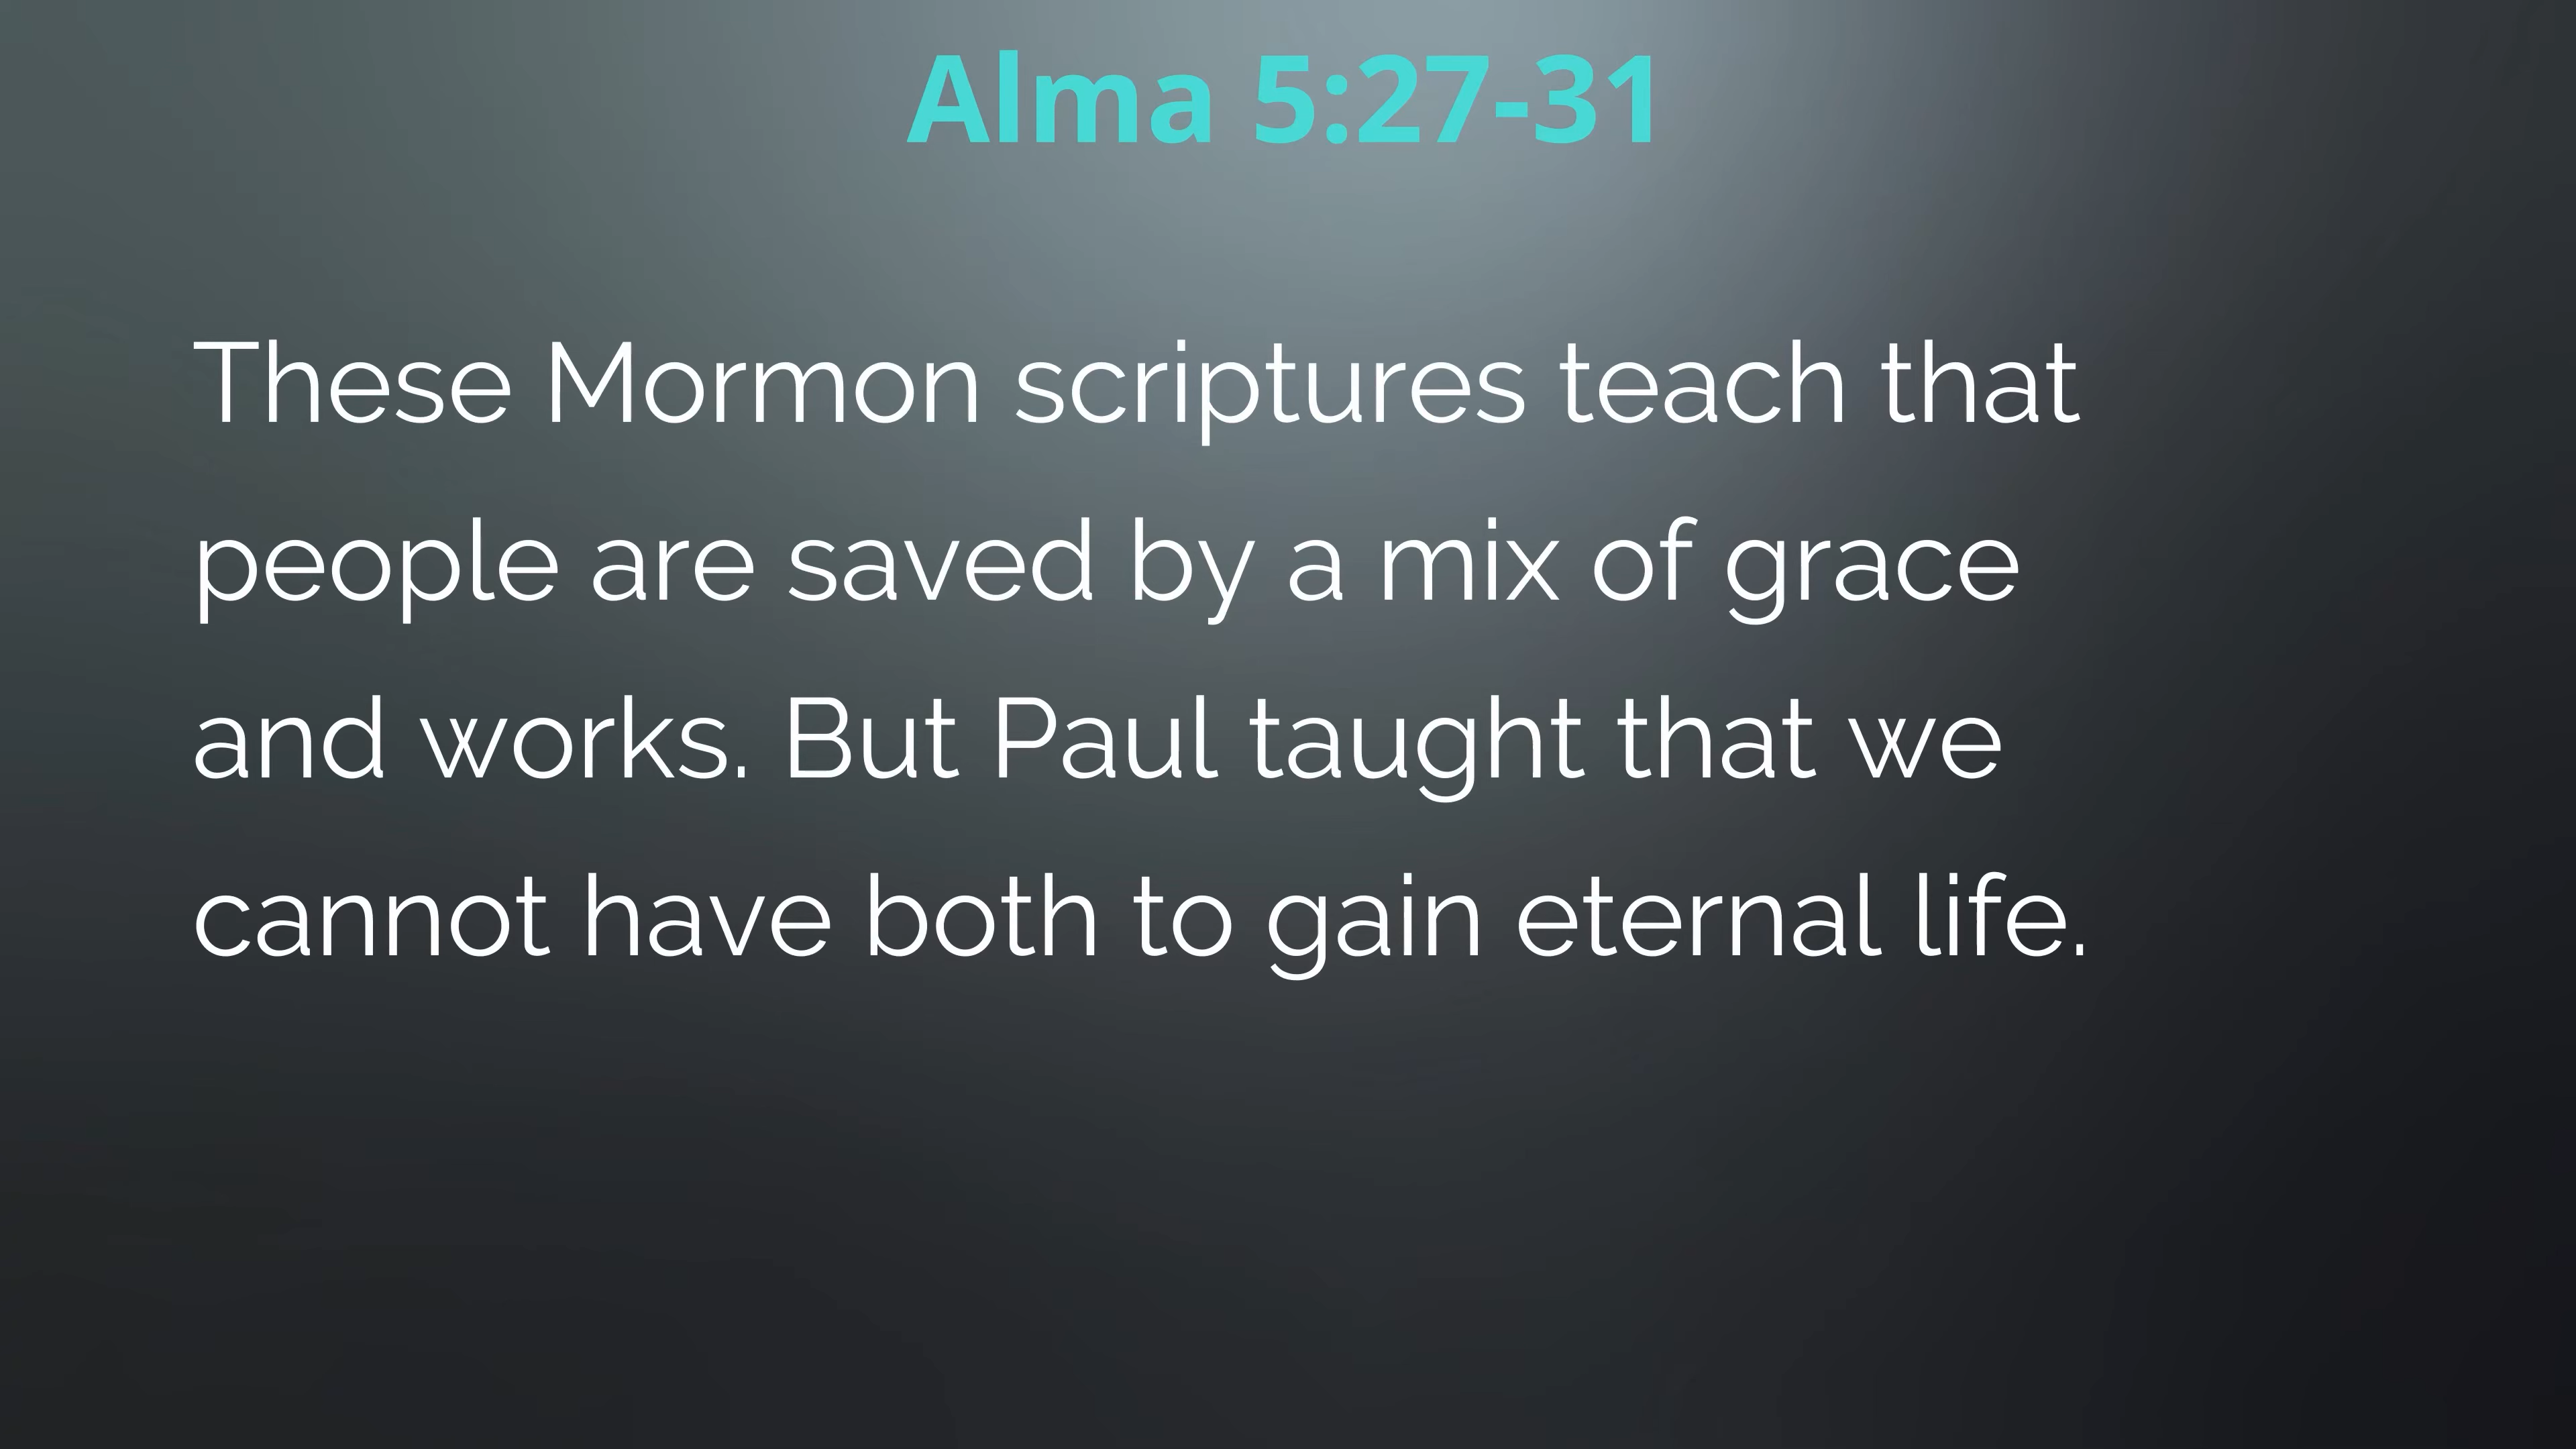 Alma 5:27-31
These Mormon scriptures teach that
people are saved by a mix of grace
and works. But Paul taught that we
cannot have both to gain eternal life.